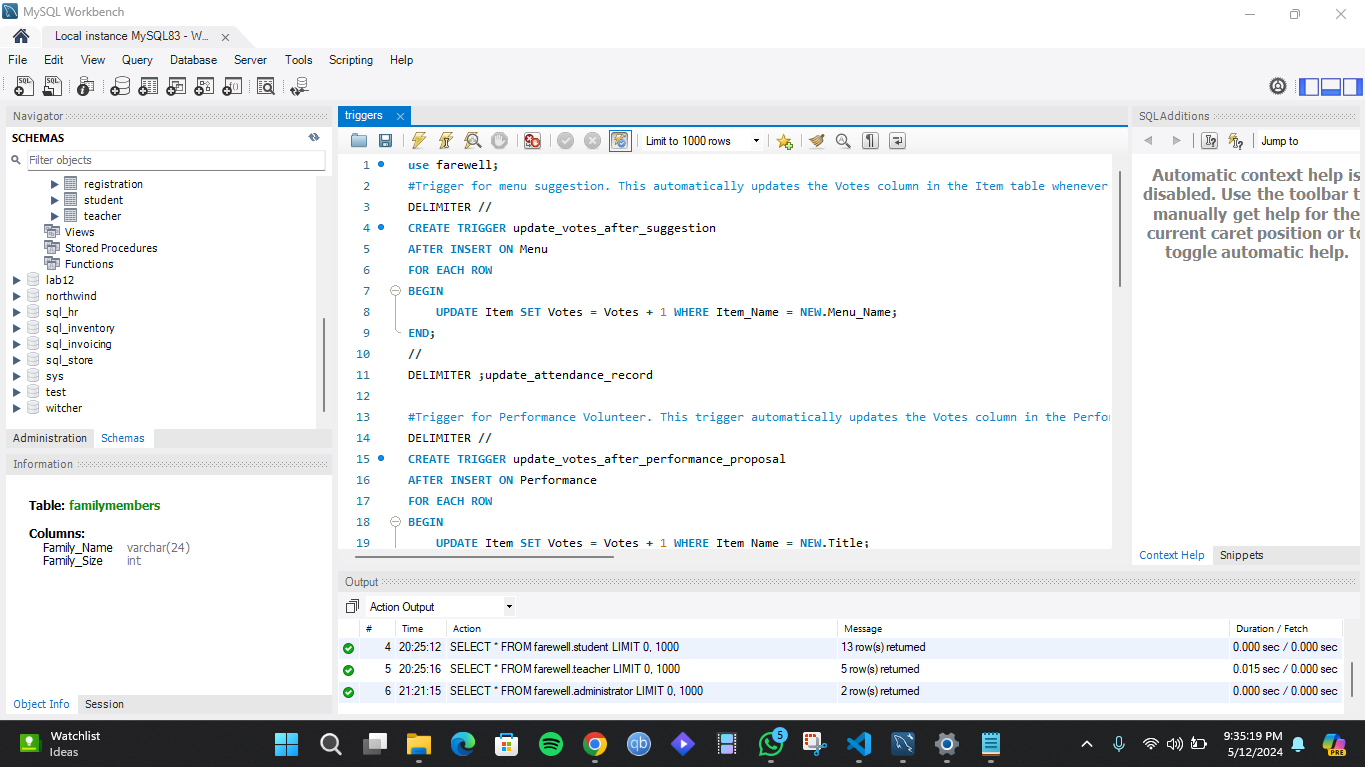 MySQL Workbench
Local instance MySQL83 - W...
File Edit View Query Database Server Tools Scripting Help
Navigator
SCHEMAS
Filter objects
registration
student
teacher
Views
Stored Procedures
Functions
lab12
northwind
sql_hr
sql_inventory
sql_invoicing
sql_store
sys
test
witcher
Administration Schemas
Information
Table: familymembers
Columns:
Family_Name varchar(24)
Family_Size int
Object Info Session
triggers
Limit to 1000 rows
1 use farewell;
2 #Trigger for menu suggestion. This automatically updates the Votes column in the Item table whenever
3 DELIMITER //
4 CREATE TRIGGER update_votes_after_suggestion
5 AFTER INSERT ON Menu
6 FOR EACH ROW
7 BEGIN
8 UPDATE Item SET Votes = Votes + 1 WHERE Item_Name = NEW.Menu_Name;
9 END;
10 //
11 DELIMITER ;update_attendance_record
12
13 #Trigger for Performance Volunteer. This trigger automatically updates the Votes column in the Perfo
14 DELIMITER //
15 CREATE TRIGGER update_votes_after_performance_proposal
16 AFTER INSERT ON Performance
17 FOR EACH ROW
18 BEGIN
19 UPDATE Item SET Votes = Votes + 1 WHERE Item_Name = NEW.Title;
SQLAdditions
Jump to
Automatic context help is
disabled. Use the toolbar t
manually get help for the
current caret position or to
toggle automatic help.
Context Help Snippets
Output
Action Output
# Time Action Message Duration / Fetch
4 20:25:12 SELECT * FROM farewell.student LIMIT 0, 1000 13 row(s) returned 0.000 sec / 0.000 sec
5 20:25:16 SELECT * FROM farewell.teacher LIMIT 0, 1000 5 row(s) returned 0.015 sec / 0.000 sec
6 21:21:15 SELECT * FROM farewell.administrator LIMIT 0, 1000 2 row(s) returned 0.000 sec / 0.000 sec
Watchlist
Ideas
qb
5
9:35:19 PM
5/12/2024
PRE